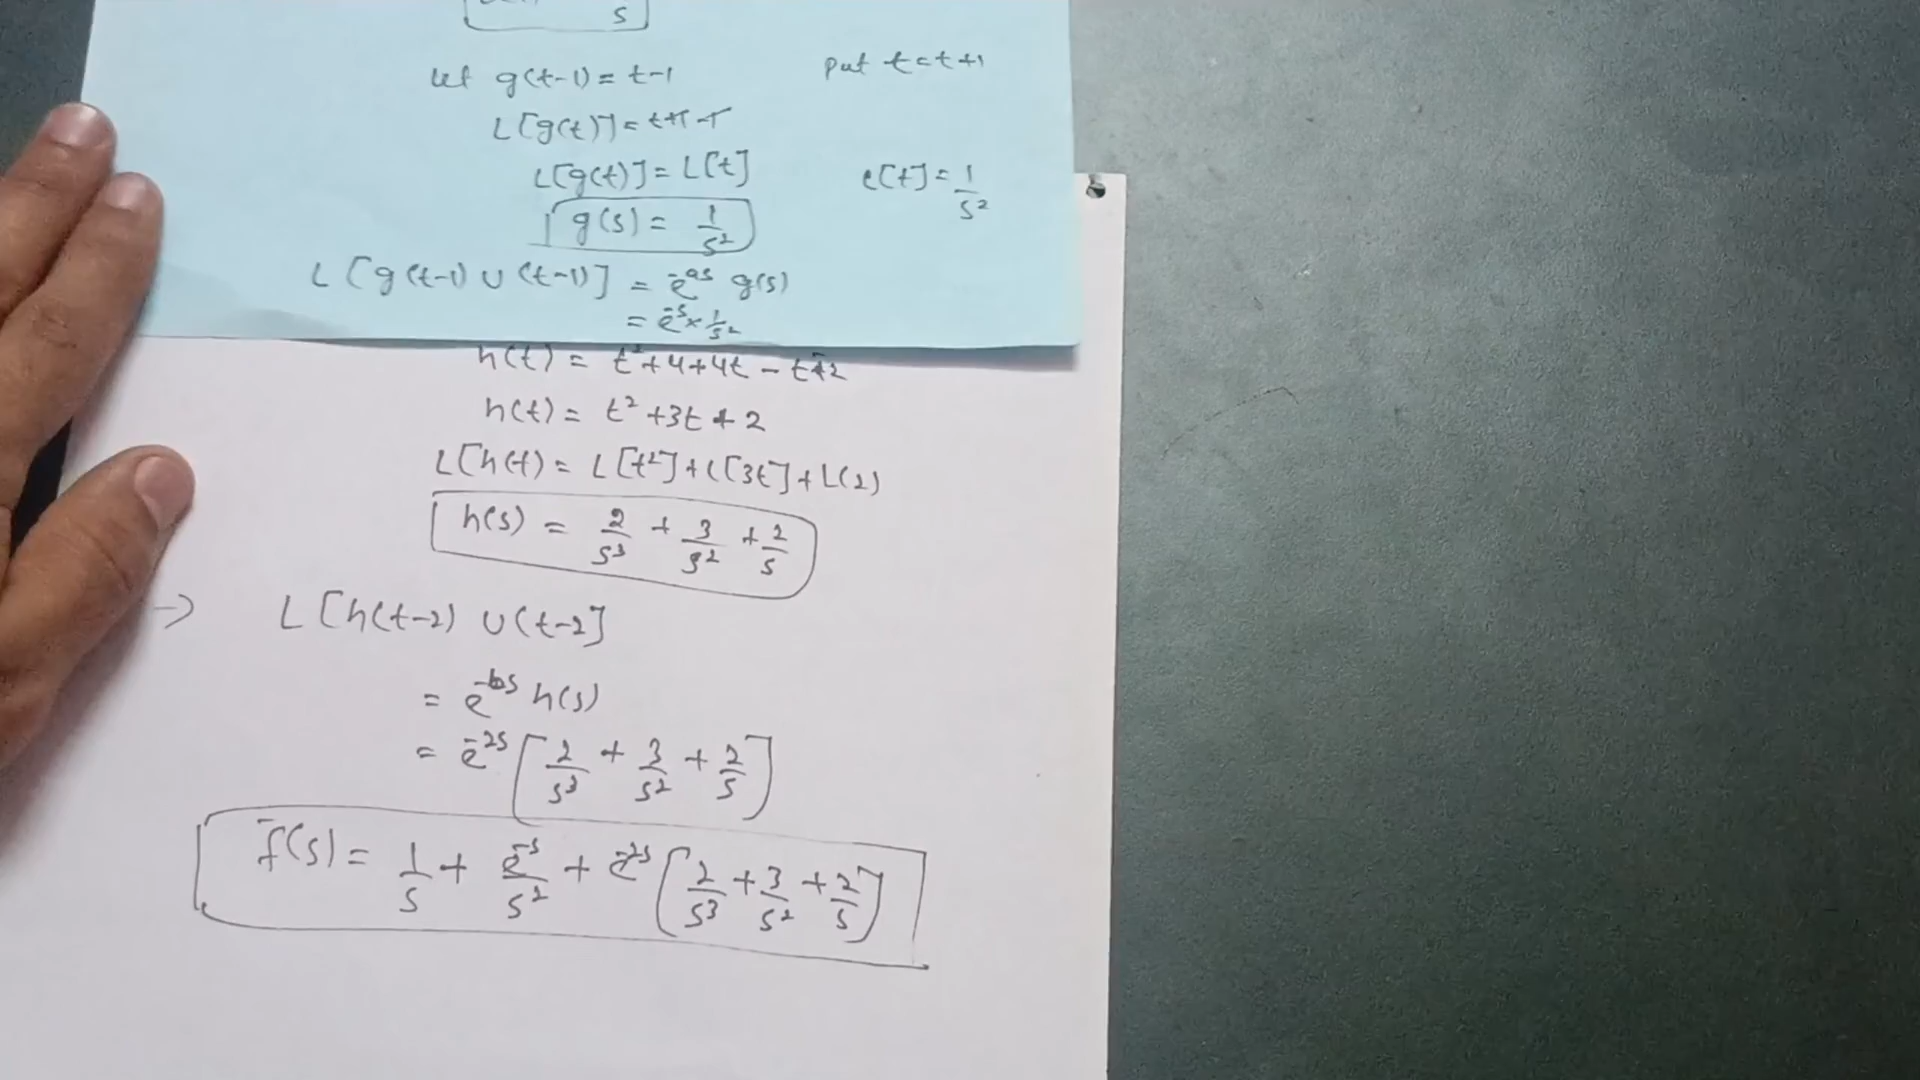 s
let g(t-1) = t-1 put t=t+1
L[g(t)] = t+1-1
L[g(t)] = L[t] L[t] = 1/s²
g(s) = 1/s²
L[g(t-1) U(t-1)] = e^-as g(s)
= e^-s × 1/s²
h(t) = t²+4+4t-t+2
h(t) = t²+3t+2
L[h(t) = L[t²]+L[3t]+L(2)
h(s) = 2/s³ + 3/s² + 2/s
→ L[h(t-2) U(t-2]
= e^-bs h(s)
= e^-2s [2/s³ + 3/s² + 2/s]
f̄(s) = 1/s + e^-s/s² + e^-2s [2/s³ + 3/s² + 2/s]